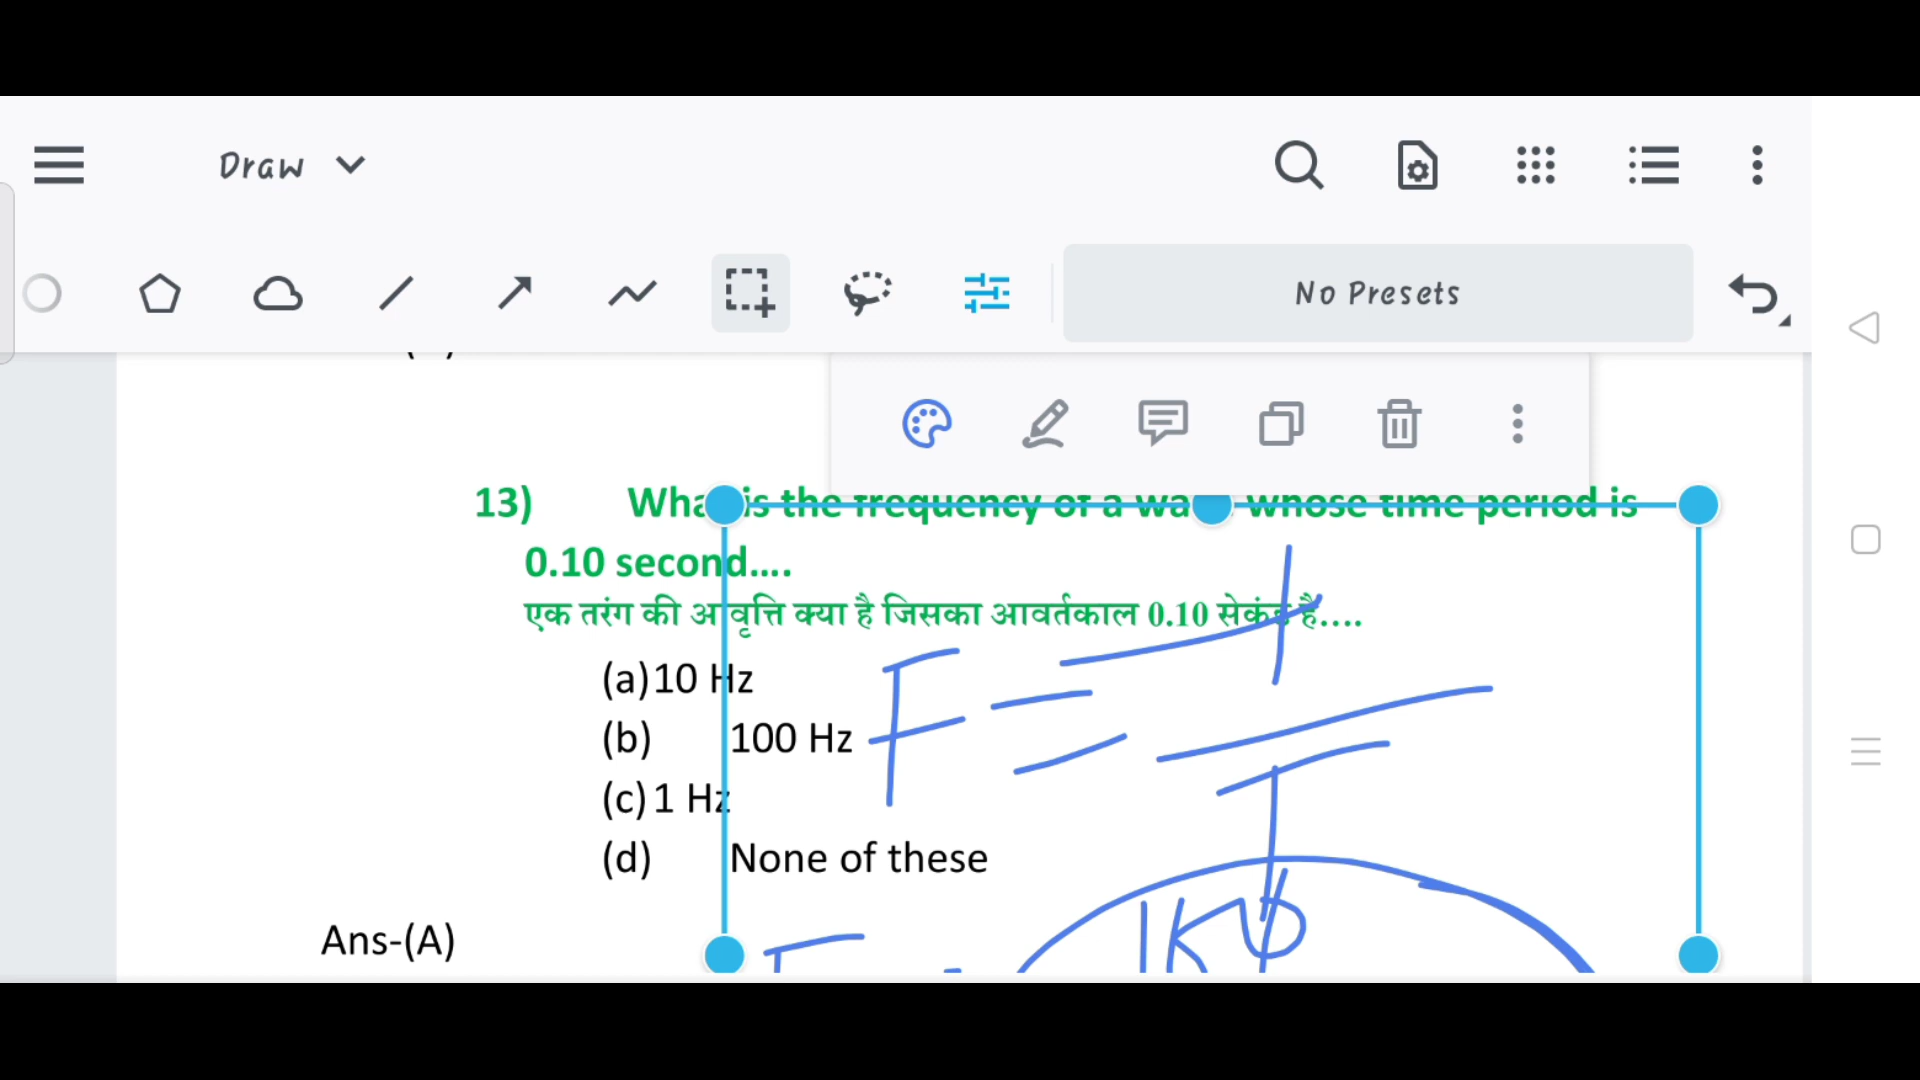 Draw
No Presets
13) What is the frequency of a wave whose time period is
0.10 second....
एक तरंग की आवृत्ति क्या है जिसका आवर्तकाल 0.10 सेकंड है....
(a) 10 Hz
(b) 100 Hz
F = 1
T
(c) 1 Hz
(d) None of these
Ans-(A)